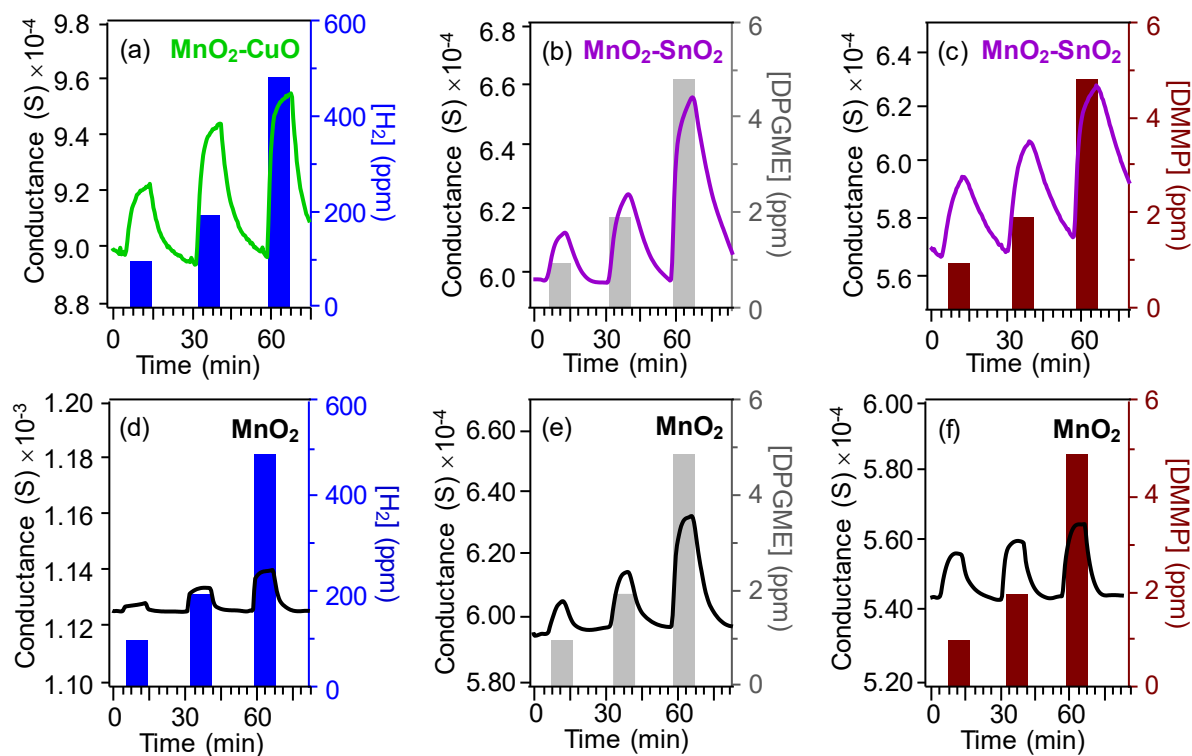 (a) MnO2-CuO
Conductance (S) ×10-4
9.8
9.6
9.4
9.2
9.0
8.8
600
400
200
0
[H2] (ppm)
0 30 60
Time (min)
(b) MnO2-SnO2
Conductance (S) ×10-4
6.8
6.6
6.4
6.2
6.0
6
4
2
0
[DPGME] (ppm)
0 30 60
Time (min)
(c) MnO2-SnO2
Conductance (S) ×10-4
6.4
6.2
6.0
5.8
5.6
6
4
2
0
[DMMP] (ppm)
0 30 60
Time (min)
(d) MnO2
Conductance (S) ×10-3
1.20
1.18
1.16
1.14
1.12
1.10
600
400
200
0
[H2] (ppm)
0 30 60
Time (min)
(e) MnO2
Conductance (S) ×10-4
6.60
6.40
6.20
6.00
5.80
6
4
2
0
[DPGME] (ppm)
0 30 60
Time (min)
(f) MnO2
Conductance (S) ×10-4
6.00
5.80
5.60
5.40
5.20
6
4
2
0
[DMMP] (ppm)
0 30 60
Time (min)